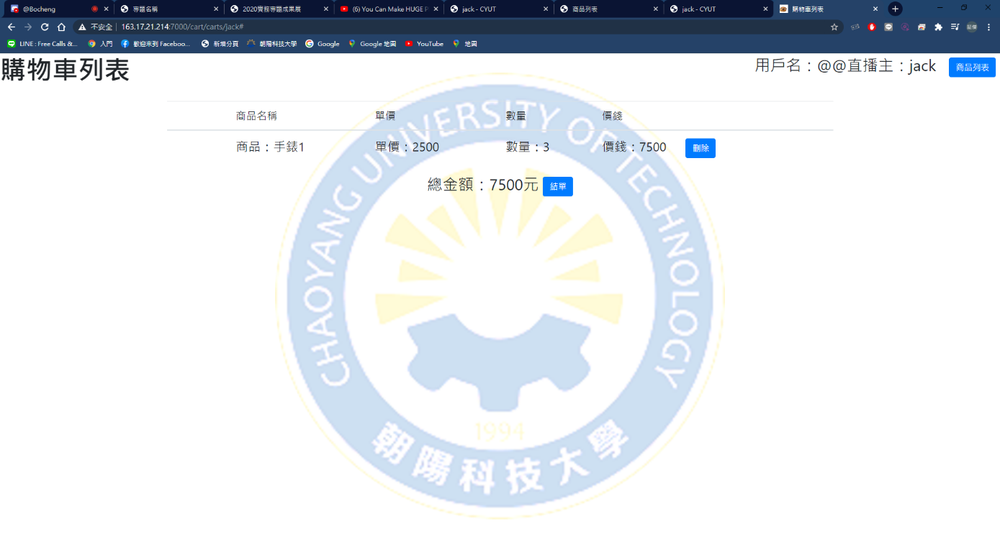 @Bocheng
專題名稱
2020實務專題成果展
(6) You Can Make HUGE P
jack - CYUT
商品列表
jack - CYUT
購物車列表
不安全 | 163.17.21.214:7000/cart/carts/jack#
LINE : Free Calls &...
入門
歡迎來到 Faceboo...
新增分頁
朝陽科技大學
Google
Google 地圖
YouTube
地圖
購物車列表
用戶名：@@直播主：jack
商品列表
商品名稱 單價 數量 價錢
商品：手錶1 單價：2500 數量：3 價錢：7500 刪除
總金額：7500元 結單
CHAOYANG UNIVERSITY OF TECHNOLOGY
1994
朝陽科技大學